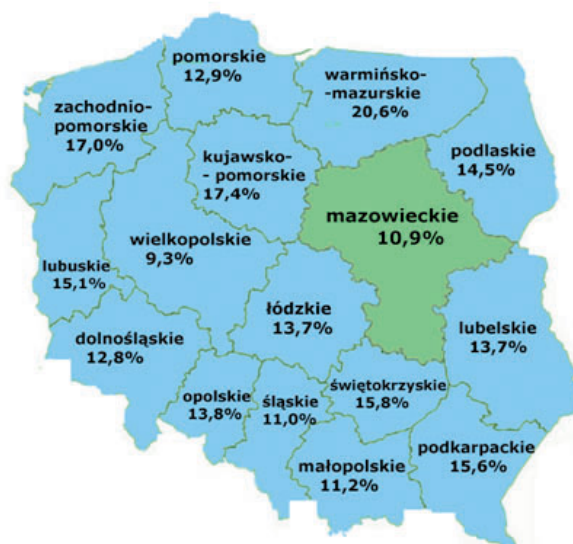 pomorskie
12,9%
warmińsko-
-mazurskie
20,6%
zachodnio-
pomorskie
17,0%
kujawsko-
- pomorskie
17,4%
podlaskie
14,5%
mazowieckie
10,9%
wielkopolskie
9,3%
lubuskie
15,1%
łódzkie
13,7%
lubelskie
13,7%
dolnośląskie
12,8%
opolskie
13,8%
śląskie
11,0%
świętokrzyskie
15,8%
małopolskie
11,2%
podkarpackie
15,6%